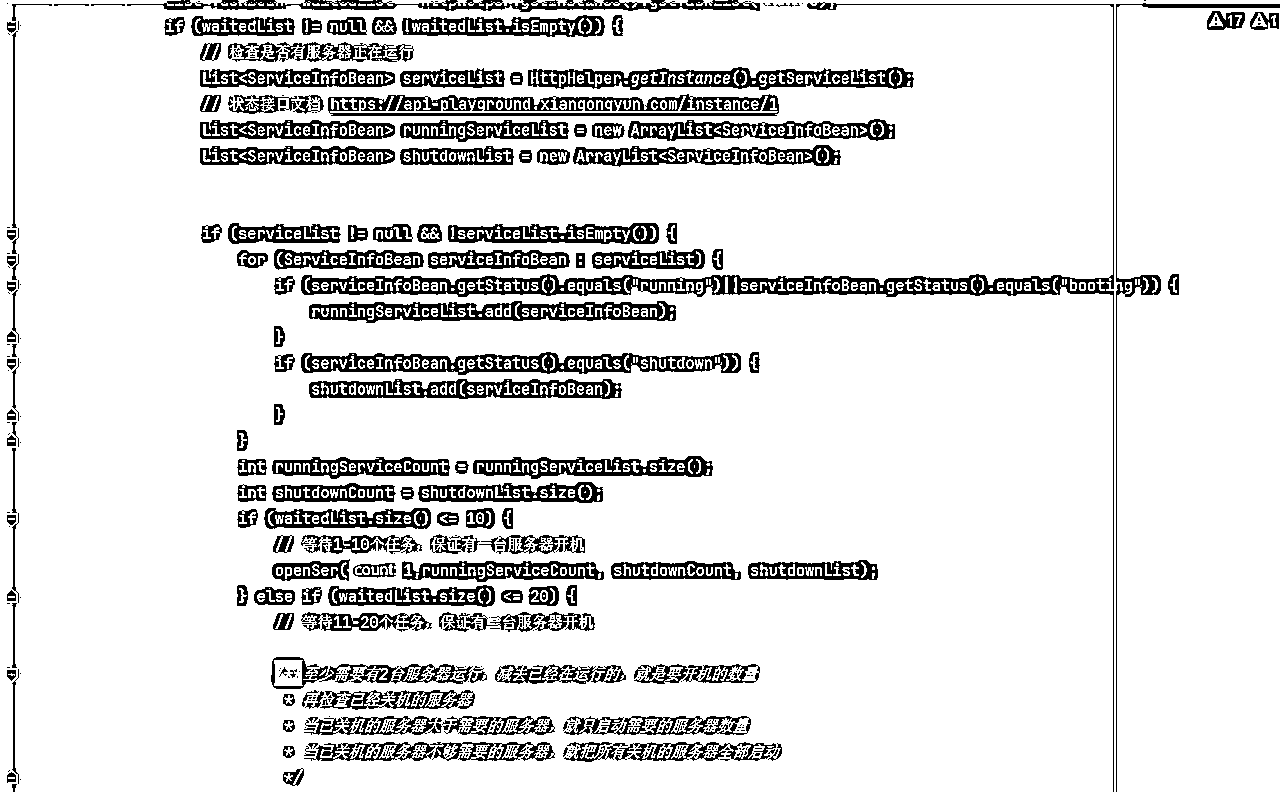 if (waitedList != null && !waitedList.isEmpty()) {
// 检查是否有服务器正在运行
List<ServiceInfoBean> serviceList = HttpHelper.getInstance().getServiceList();
// 状态接口文档 https://api-playground.xiangongyun.com/instance/1
List<ServiceInfoBean> runningServiceList = new ArrayList<ServiceInfoBean>();
List<ServiceInfoBean> shutdownList = new ArrayList<ServiceInfoBean>();
if (serviceList != null && !serviceList.isEmpty()) {
for (ServiceInfoBean serviceInfoBean : serviceList) {
if (serviceInfoBean.getStatus().equals("running")||serviceInfoBean.getStatus().equals("booting")) {
runningServiceList.add(serviceInfoBean);
}
if (serviceInfoBean.getStatus().equals("shutdown")) {
shutdownList.add(serviceInfoBean);
}
}
int runningServiceCount = runningServiceList.size();
int shutdownCount = shutdownList.size();
if (waitedList.size() <= 10) {
// 等待1-10个任务，保证有一台服务器开机
openSer( count 1,runningServiceCount, shutdownCount, shutdownList);
} else if (waitedList.size() <= 20) {
// 等待11-20个任务，保证有二台服务器开机
/** 至少需要有2台服务器运行，减去已经在运行的，就是要开机的数量
* 再检查已经关机的服务器
* 当已关机的服务器大于需要的服务器，就只启动需要的服务器数量
* 当已关机的服务器不够需要的服务器，就把所有关机的服务器全部启动
*/
17 1